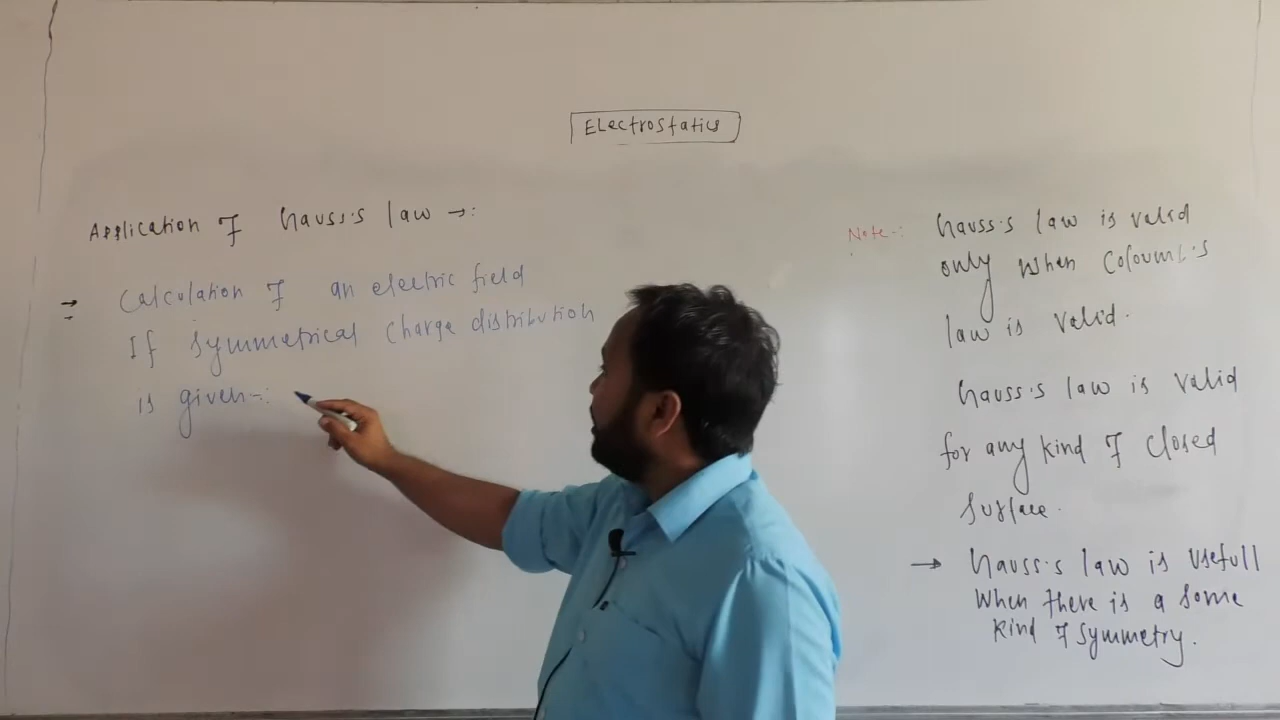 Electrostatics
Application of Gauss's law →:
⇒ Calculation of an electric field
If symmetrical charge distribution
is given-:
Note-: Gauss's law is valid
only when Coloumb's
law is valid.
Gauss's law is valid
for any kind of closed
surface.
→ Gauss's law is usefull
When there is a some
kind of symmetry.